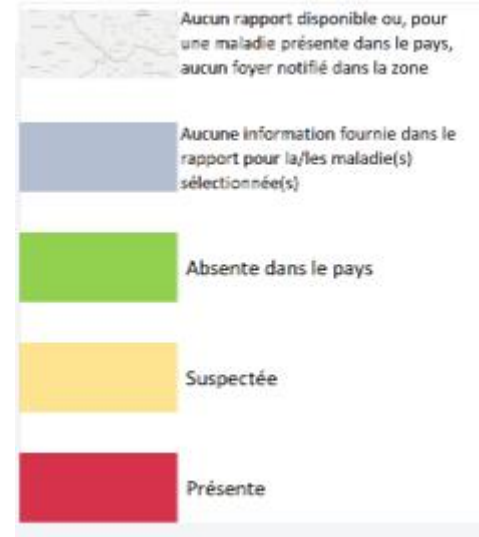 Aucun rapport disponible ou, pour
une maladie présente dans le pays,
aucun foyer notifié dans la zone
Aucune information fournie dans le
rapport pour la/les maladie(s)
sélectionnée(s)
Absente dans le pays
Suspectée
Présente